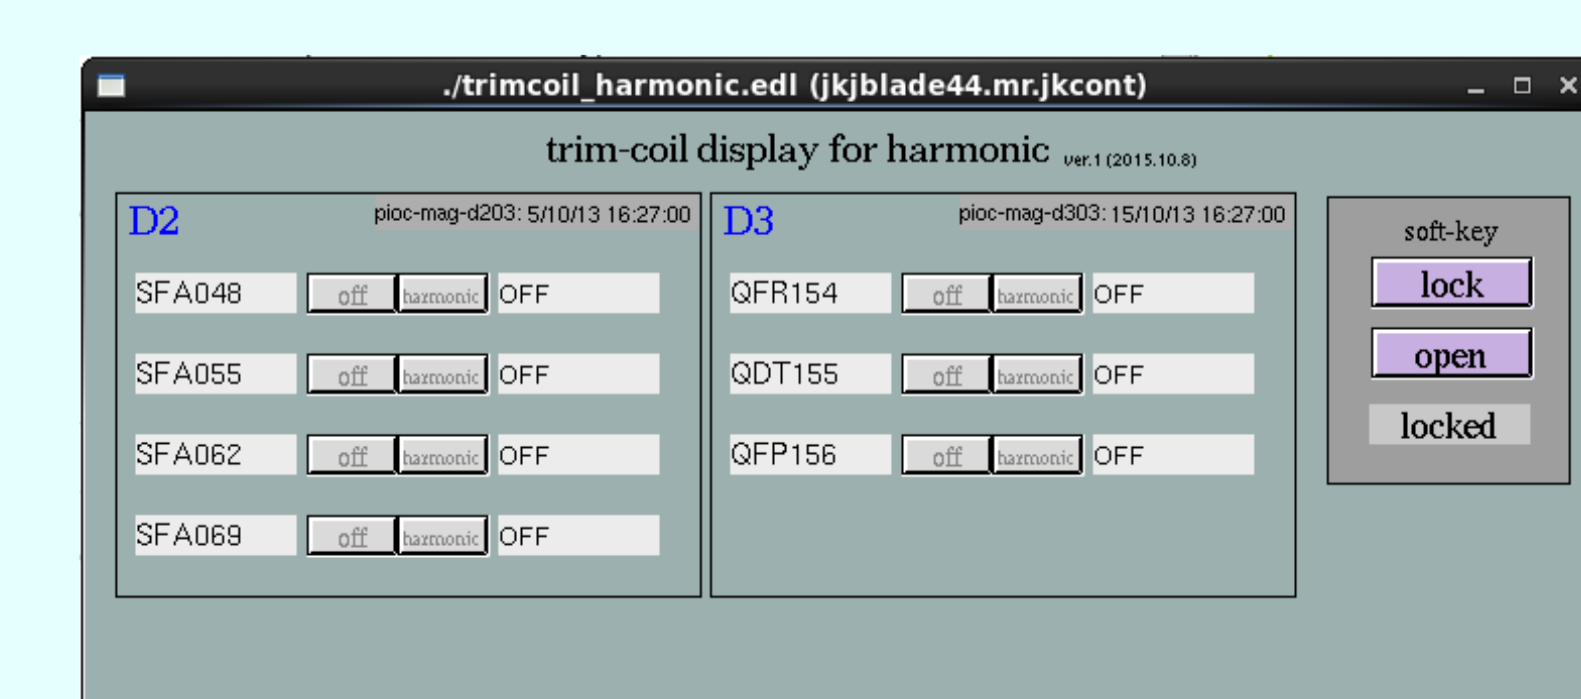 ./trimcoil_harmonic.edl (jkjblade44.mr.jkcont)
trim-coil display for harmonic ver.1 (2015.10.8)
D2 pioc-mag-d203: 5/10/13 16:27:00
SFA048 off harmonic OFF
SFA055 off harmonic OFF
SFA062 off harmonic OFF
SFA069 off harmonic OFF
D3 pioc-mag-d303: 15/10/13 16:27:00
QFR154 off harmonic OFF
QDT155 off harmonic OFF
QFP156 off harmonic OFF
soft-key
lock
open
locked